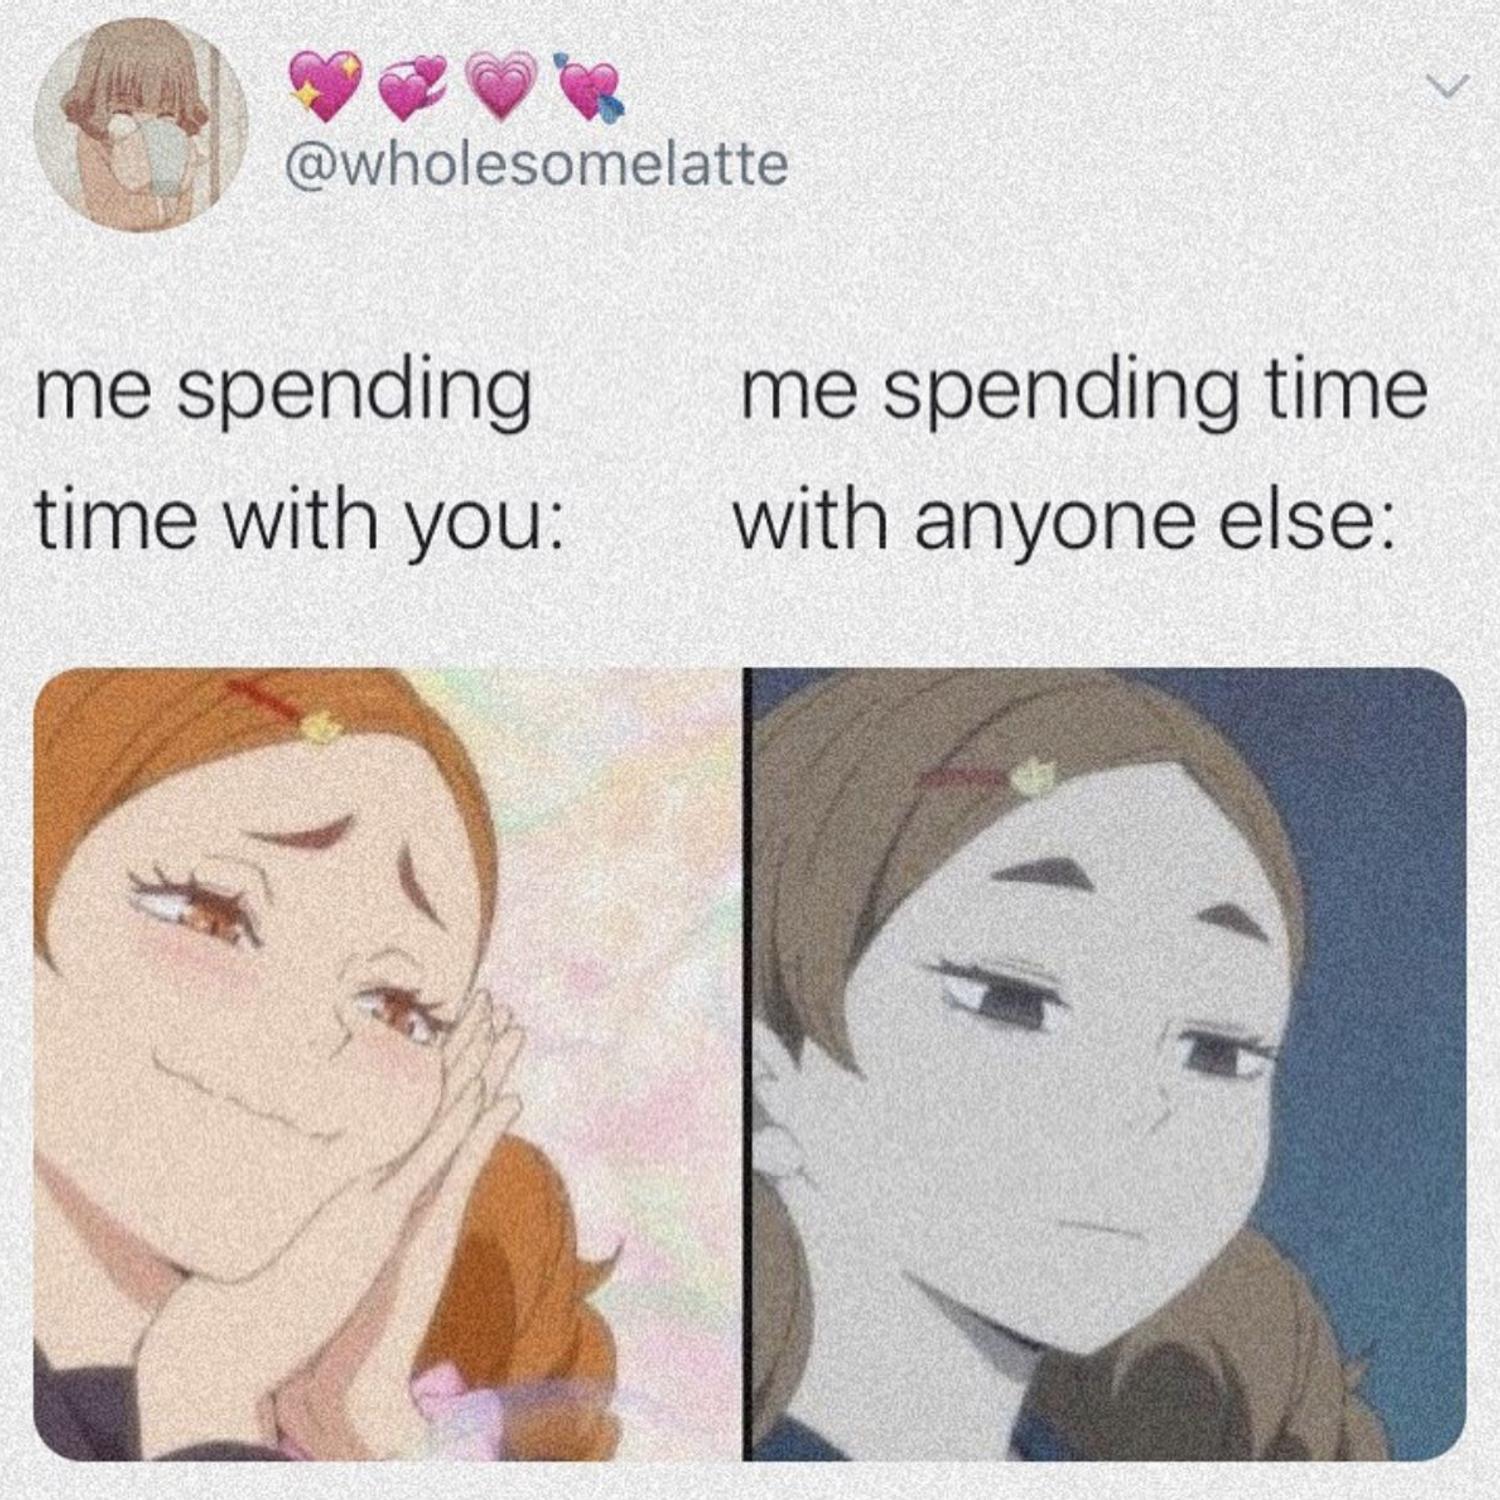 💖💞💗💘
@wholesomelatte
me spending
time with you:
me spending time
with anyone else: